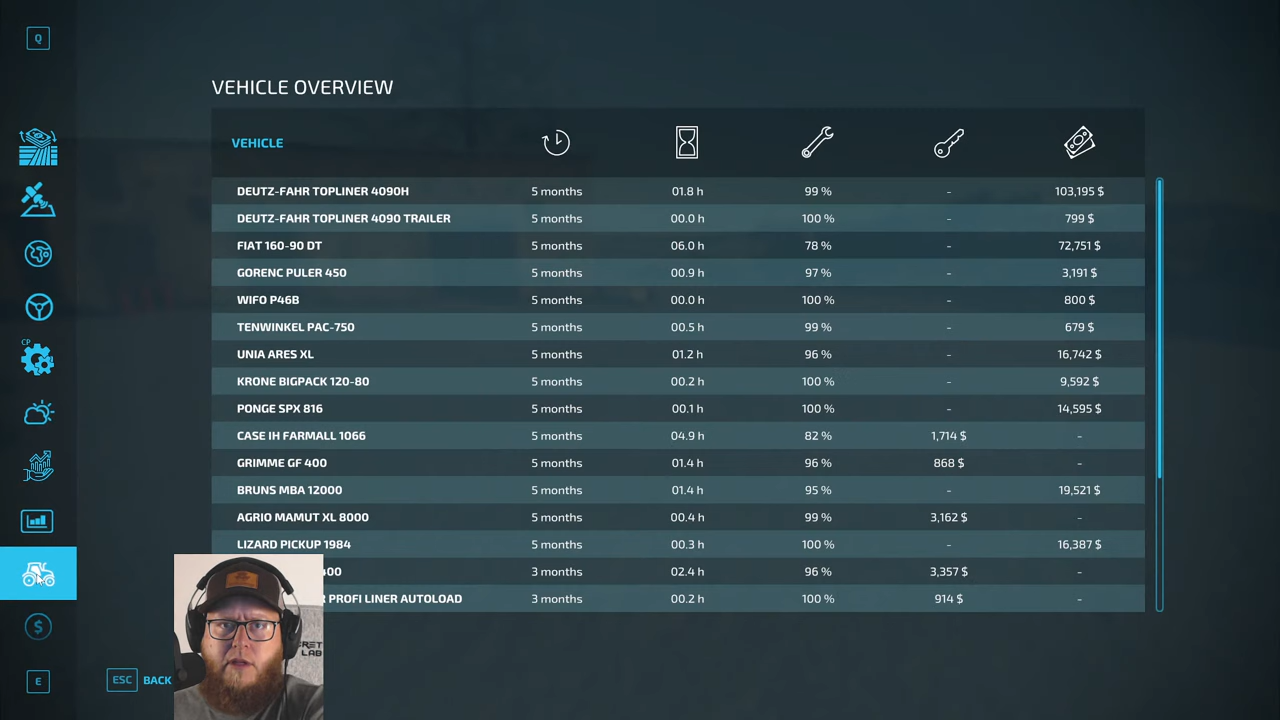 Q
VEHICLE OVERVIEW
VEHICLE
DEUTZ-FAHR TOPLINER 4090H 5 months 01.8 h 99 % - 103,195 $
DEUTZ-FAHR TOPLINER 4090 TRAILER 5 months 00.0 h 100 % - 799 $
FIAT 160-90 DT 5 months 06.0 h 78 % - 72,751 $
GORENC PULER 450 5 months 00.9 h 97 % - 3,191 $
WIFO P46B 5 months 00.0 h 100 % - 800 $
TENWINKEL PAC-750 5 months 00.5 h 99 % - 679 $
UNIA ARES XL 5 months 01.2 h 96 % - 16,742 $
CP
KRONE BIGPACK 120-80 5 months 00.2 h 100 % - 9,592 $
PONGE SPX 816 5 months 00.1 h 100 % - 14,595 $
CASE IH FARMALL 1066 5 months 04.9 h 82 % 1,714 $ -
GRIMME GF 400 5 months 01.4 h 96 % 868 $ -
BRUNS MBA 12000 5 months 01.4 h 95 % - 19,521 $
AGRIO MAMUT XL 8000 5 months 00.4 h 99 % 3,162 $ -
LIZARD PICKUP 1984 5 months 00.3 h 100 % - 16,387 $
400 3 months 02.4 h 96 % 3,357 $ -
R PROFI LINER AUTOLOAD 3 months 00.2 h 100 % 914 $ -
$
LAB
E
ESC BACK